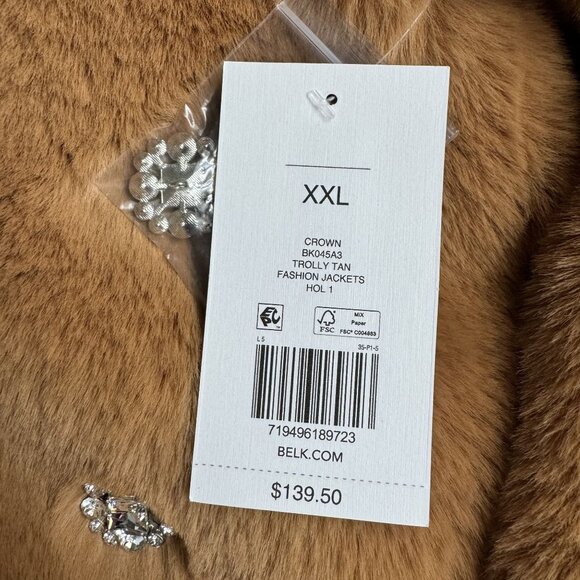 XXL
CROWN
BK045A3
TROLLY TAN
FASHION JACKETS
HOL 1
FSC
MIX
Paper
FSC® C004883
L 5
35-P1-5
719496189723
BELK.COM
$139.50